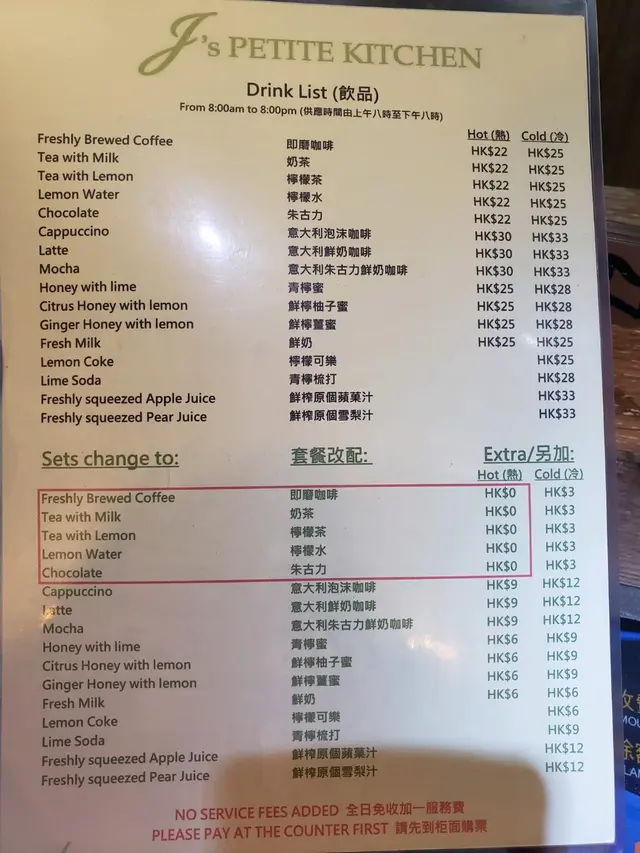 J's PETITE KITCHEN
Drink List (飲品)
From 8:00am to 8:00pm (供應時間由上午八時至下午八時)
Hot (熱) Cold (冷)
Freshly Brewed Coffee 即磨咖啡 HK$22 HK$25
Tea with Milk 奶茶 HK$22 HK$25
Tea with Lemon 檸檬茶 HK$22 HK$25
Lemon Water 檸檬水 HK$22 HK$25
Chocolate 朱古力 HK$22 HK$25
Cappuccino 意大利泡沫咖啡 HK$30 HK$33
Latte 意大利鮮奶咖啡 HK$30 HK$33
Mocha 意大利朱古力鮮奶咖啡 HK$30 HK$33
Honey with lime 青檸蜜 HK$25 HK$28
Citrus Honey with lemon 鮮檸柚子蜜 HK$25 HK$28
Ginger Honey with lemon 鮮檸薑蜜 HK$25 HK$28
Fresh Milk 鮮奶 HK$25 HK$25
Lemon Coke 檸檬可樂 HK$25
Lime Soda 青檸梳打 HK$28
Freshly squeezed Apple Juice 鮮榨原個蘋果汁 HK$33
Freshly squeezed Pear Juice 鮮榨原個雪梨汁 HK$33
Sets change to: 套餐改配: Extra/另加:
Hot (熱) Cold (冷)
Freshly Brewed Coffee 即磨咖啡 HK$0 HK$3
Tea with Milk 奶茶 HK$0 HK$3
Tea with Lemon 檸檬茶 HK$0 HK$3
Lemon Water 檸檬水 HK$0 HK$3
Chocolate 朱古力 HK$0 HK$3
Cappuccino 意大利泡沫咖啡 HK$9 HK$12
Latte 意大利鮮奶咖啡 HK$9 HK$12
Mocha 意大利朱古力鮮奶咖啡 HK$9 HK$12
Honey with lime 青檸蜜 HK$6 HK$9
Citrus Honey with lemon 鮮檸柚子蜜 HK$6 HK$9
Ginger Honey with lemon 鮮檸薑蜜 HK$6 HK$9
Fresh Milk 鮮奶 HK$6 HK$6
Lemon Coke 檸檬可樂 HK$6
Lime Soda 青檸梳打 HK$9
Freshly squeezed Apple Juice 鮮榨原個蘋果汁 HK$12
Freshly squeezed Pear Juice 鮮榨原個雪梨汁 HK$12
NO SERVICE FEES ADDED 全日免收加一服務費
PLEASE PAY AT THE COUNTER FIRST 請先到柜面購票